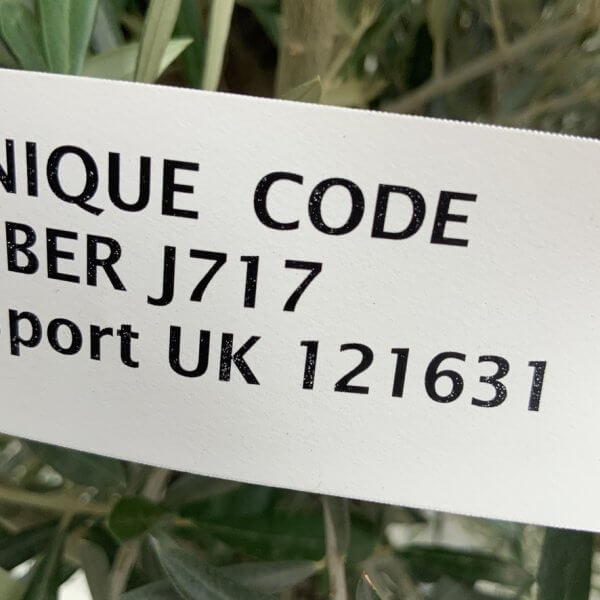 NIQUE CODE
BER J717
port UK 121631